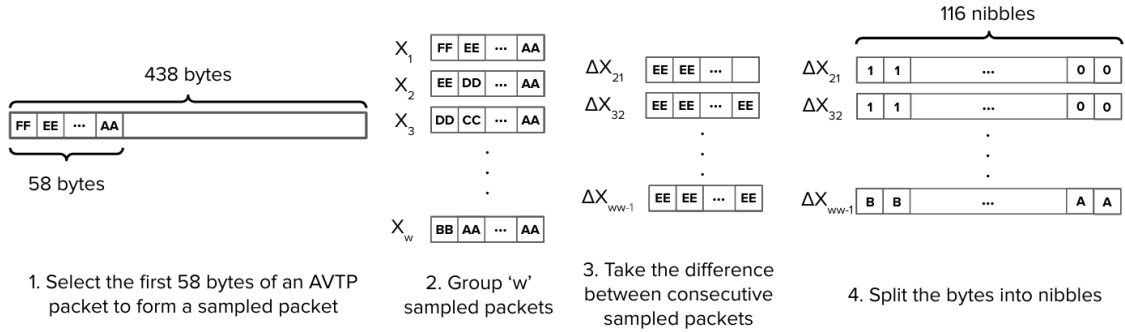 438 bytes
FF EE ... AA
58 bytes
1. Select the first 58 bytes of an AVTP
packet to form a sampled packet
X1 FF EE ... AA
X2 EE DD ... AA
X3 DD CC ... AA
Xw BB AA ... AA
2. Group ‘w’
sampled packets
ΔX21 EE EE ...
ΔX32 EE EE ... EE
ΔXww-1 EE EE ... EE
3. Take the difference
between consecutive
sampled packets
116 nibbles
ΔX21 1 1 ... 0 0
ΔX32 1 1 ... 0 0
ΔXww-1 B B ... A A
4. Split the bytes into nibbles